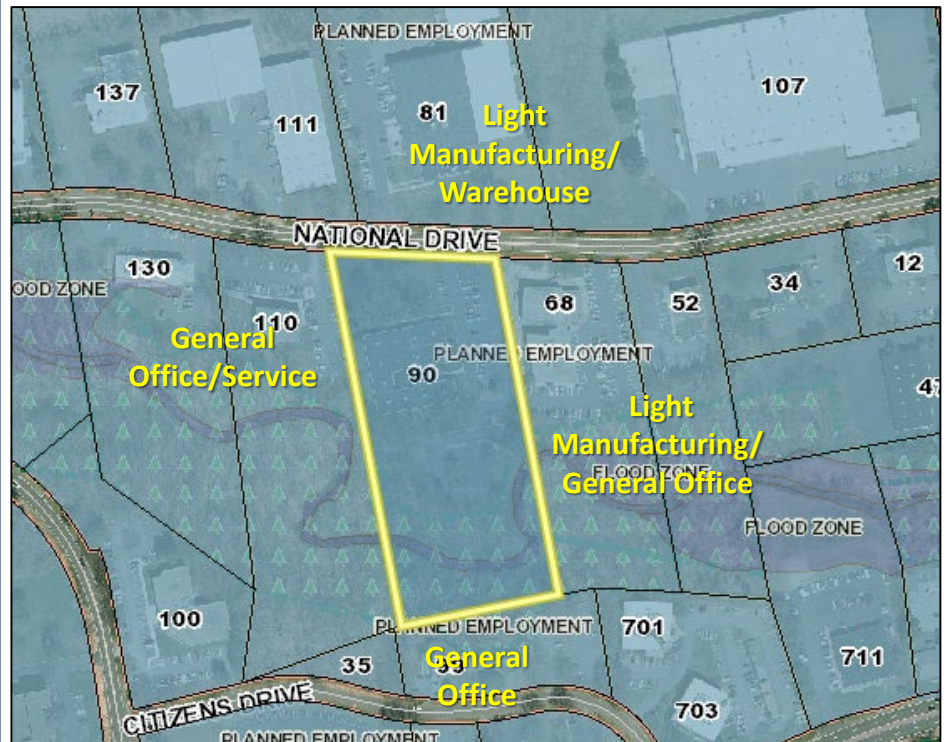 PLANNED EMPLOYMENT
137
111
81
107
Light
Manufacturing/
Warehouse
NATIONAL DRIVE
130
OOD ZONE
110
68
52
34
12
General
Office/Service
PLANNED EMPLOYMENT
90
47
Light
Manufacturing/
General Office
FLOOD ZONE
FLOOD ZONE
100
PLANNED EMPLOYMENT
701
35
General
Office
711
703
CITIZENS DRIVE
PLANNED EMPLOYMENT